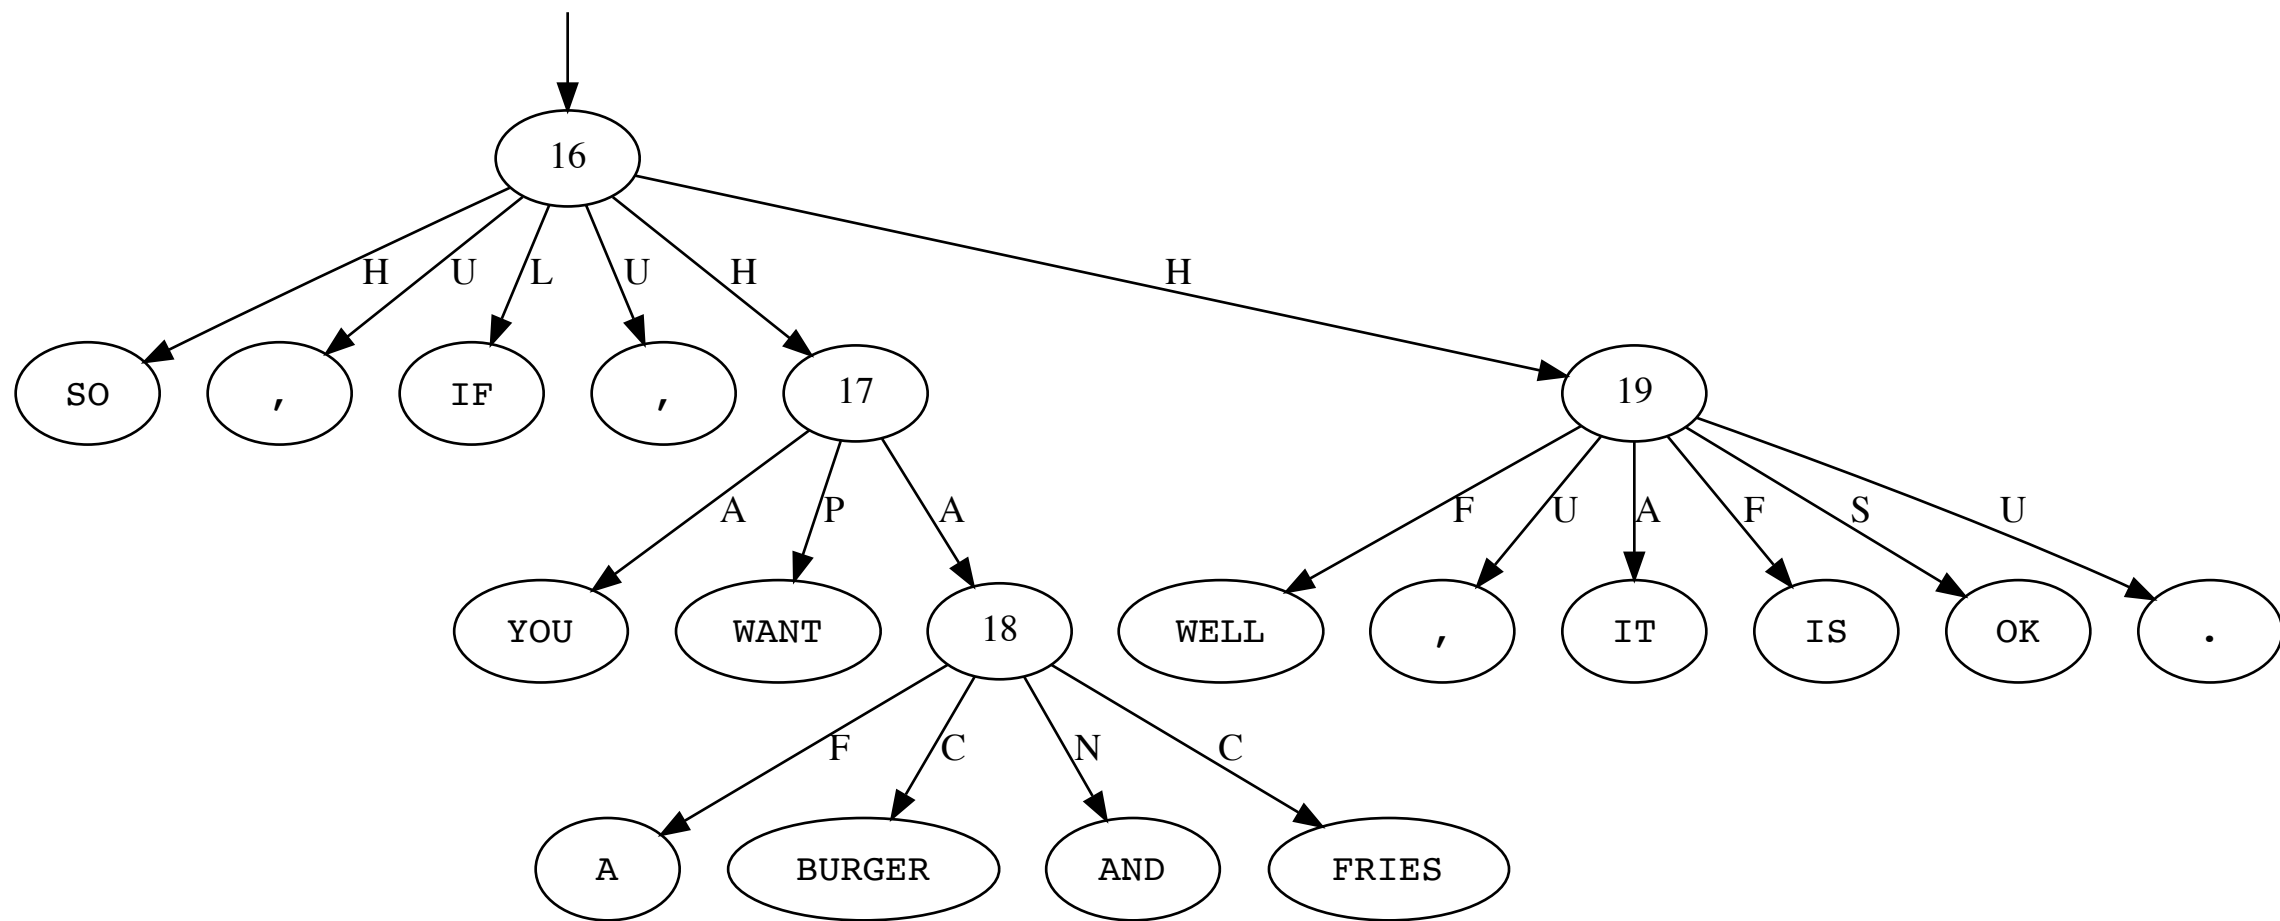 16
H U L U H H
SO , IF , 17 19
A P A F U A F S U
YOU WANT 18 WELL , IT IS OK .
F C N C
A BURGER AND FRIES